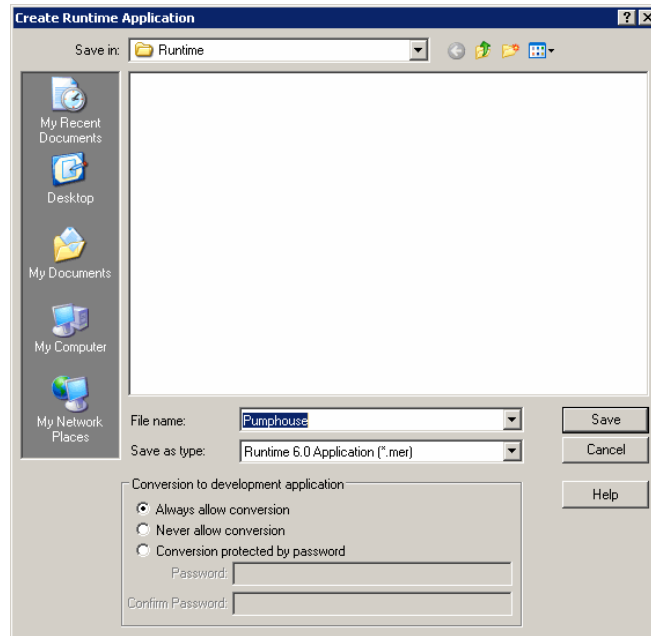 Create Runtime Application
Save in: Runtime
My Recent
Documents
Desktop
My Documents
My Computer
My Network
Places
File name: Pumphouse Save
Save as type: Runtime 6.0 Application (*.mer) Cancel
Conversion to development application Help
Always allow conversion
Never allow conversion
Conversion protected by password
Password:
Confirm Password: